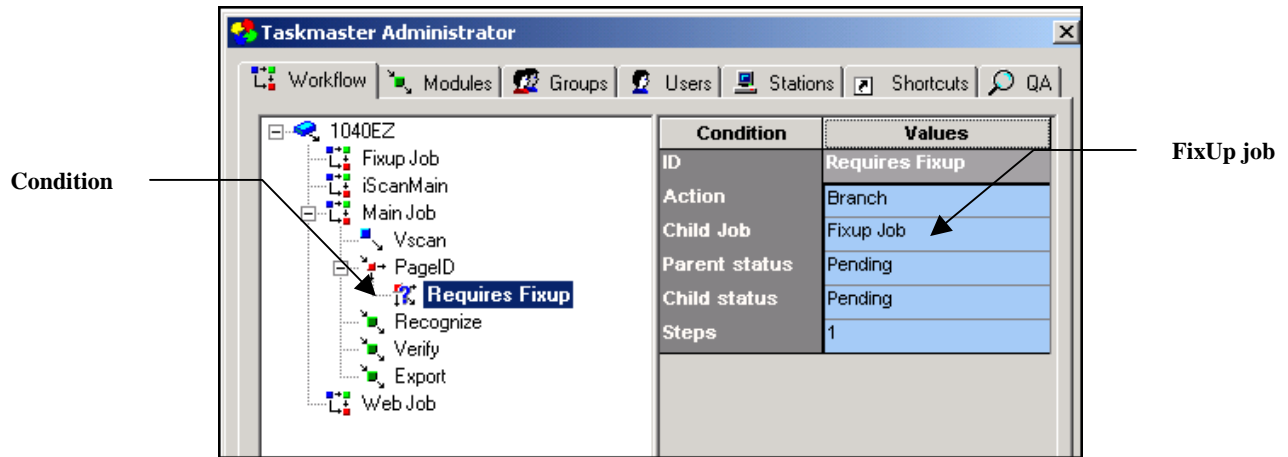 Taskmaster Administrator
Workflow Modules Groups Users Stations Shortcuts QA
1040EZ
Fixup Job
iScanMain
Main Job
Vscan
PageID
Requires Fixup
Recognize
Verify
Export
Web Job
Condition Values
ID Requires Fixup
Action Branch
Child Job Fixup Job
Parent status Pending
Child status Pending
Steps 1
Condition
FixUp job